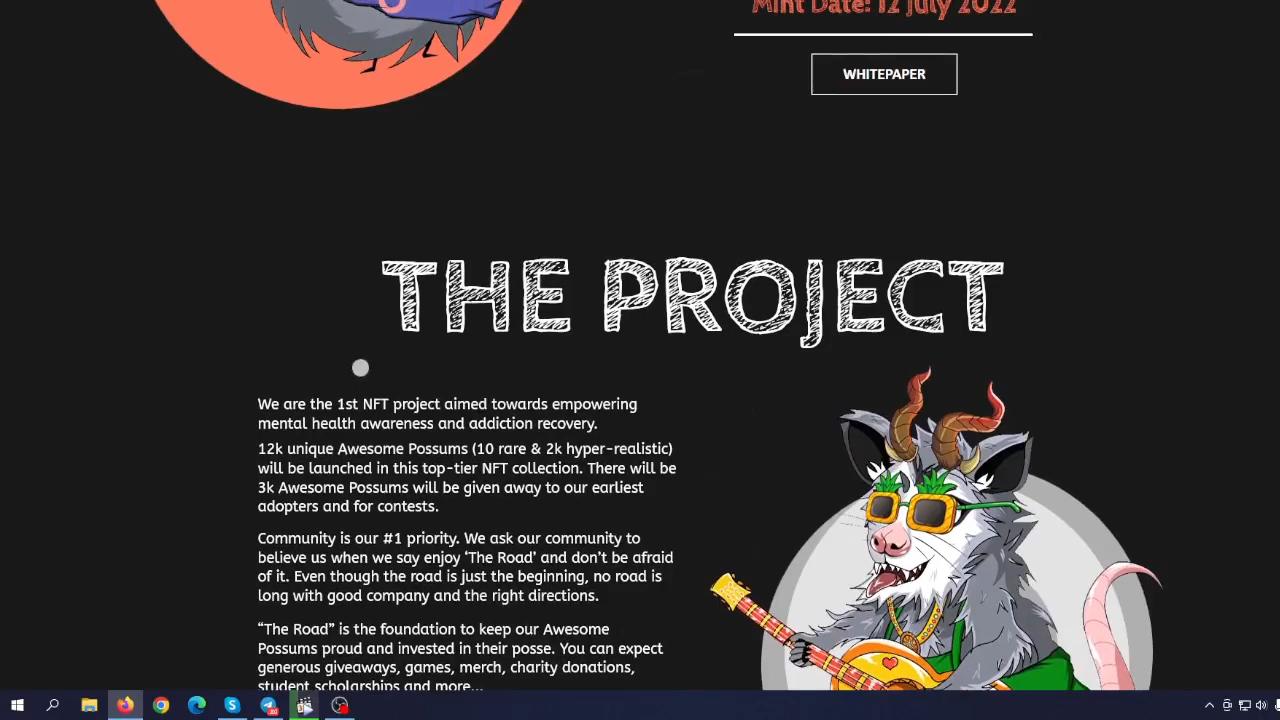 Mint Date: 12 July 2022
WHITEPAPER
THE PROJECT
We are the 1st NFT project aimed towards empowering
mental health awareness and addiction recovery.
12k unique Awesome Possums (10 rare & 2k hyper-realistic)
will be launched in this top-tier NFT collection. There will be
3k Awesome Possums will be given away to our earliest
adopters and for contests.
Community is our #1 priority. We ask our community to
believe us when we say enjoy ‘The Road’ and don’t be afraid
of it. Even though the road is just the beginning, no road is
long with good company and the right directions.
“The Road” is the foundation to keep our Awesome
Possums proud and invested in their posse. You can expect
generous giveaways, games, merch, charity donations,
student scholarships and more...